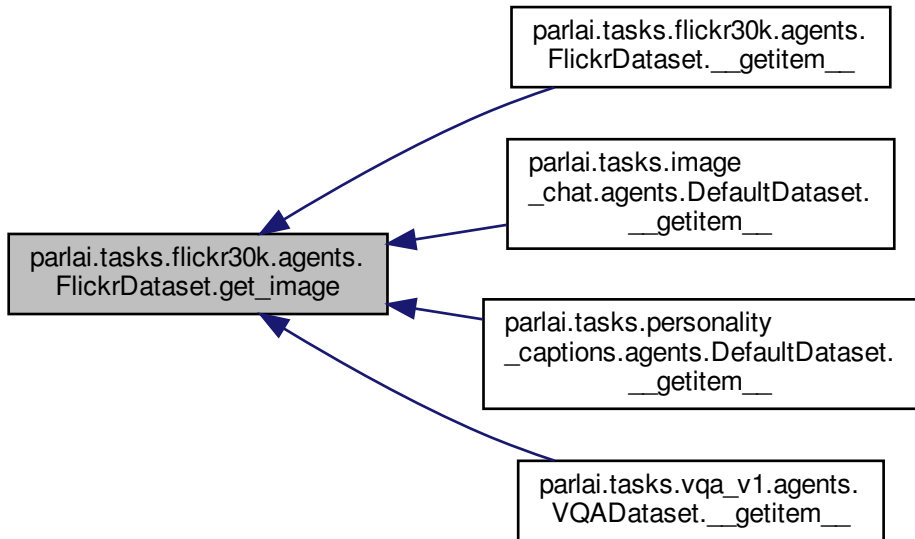 parlai.tasks.flickr30k.agents.
FlickrDataset.__getitem__
parlai.tasks.image
_chat.agents.DefaultDataset.
__getitem__
parlai.tasks.flickr30k.agents.
FlickrDataset.get_image
parlai.tasks.personality
_captions.agents.DefaultDataset.
__getitem__
parlai.tasks.vqa_v1.agents.
VQADataset.__getitem__